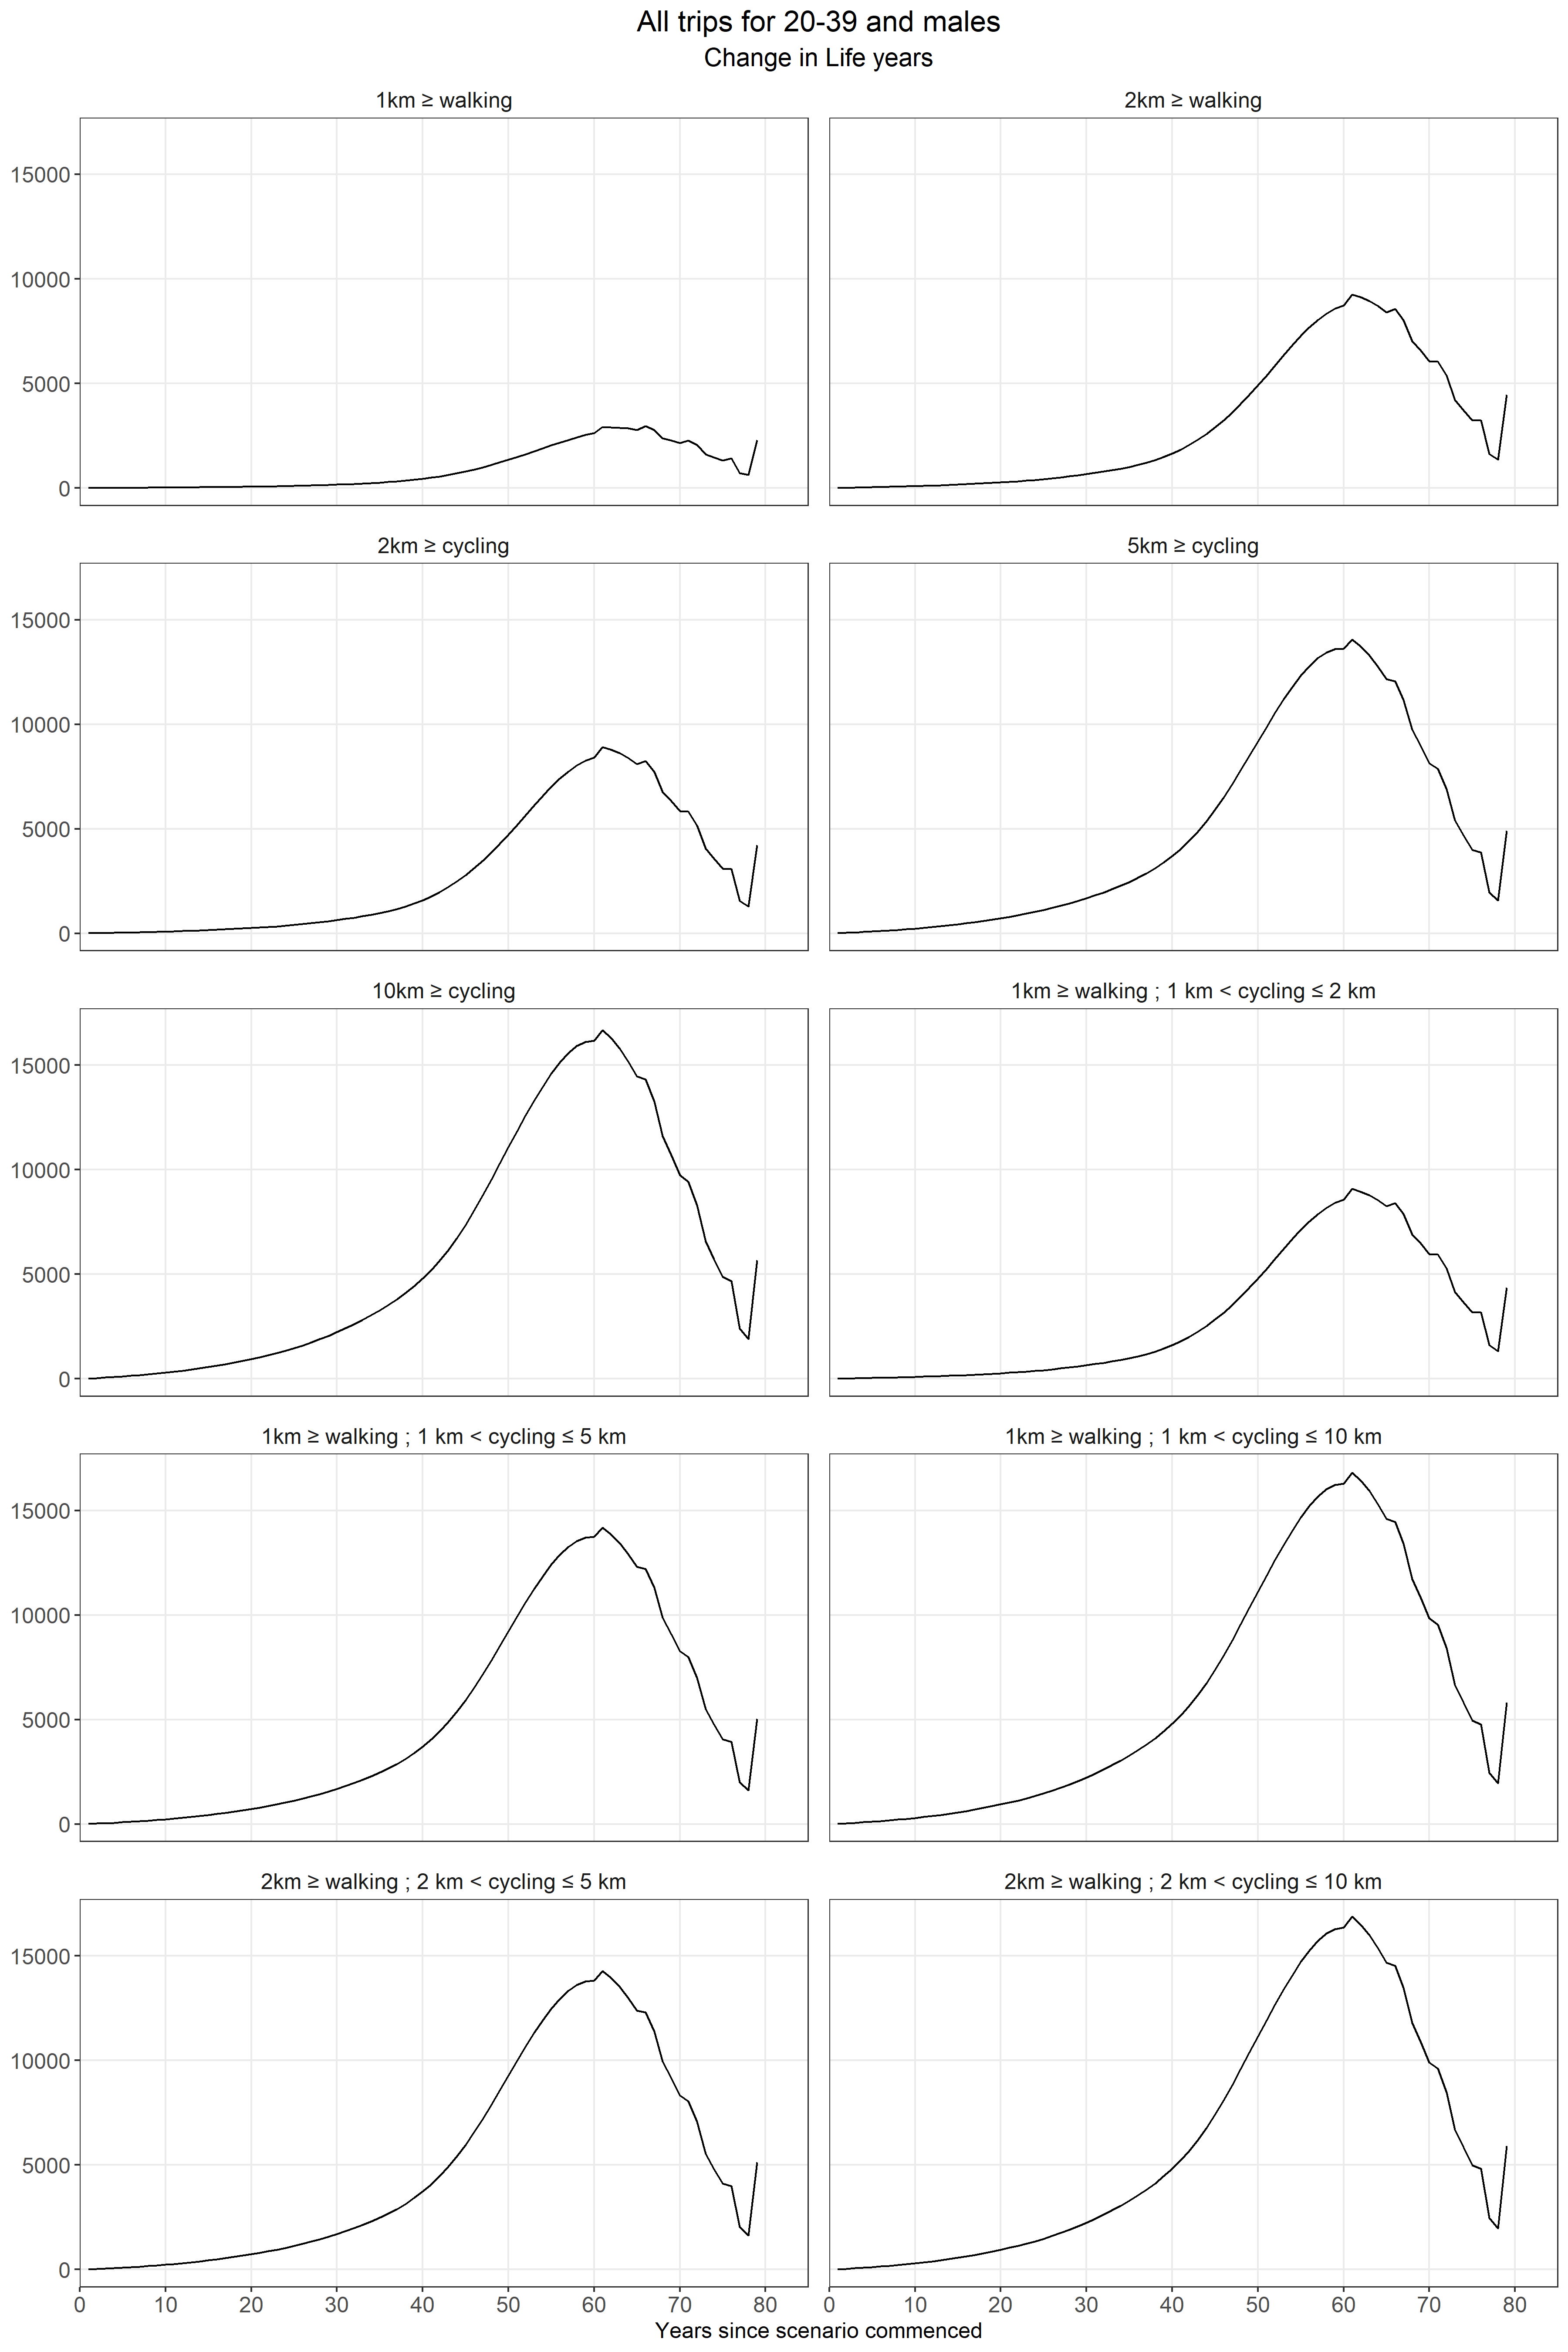 All trips for 20-39 and males
Change in Life years
1km ≥ walking
2km ≥ walking
15000
10000
5000
0
2km ≥ cycling
5km ≥ cycling
15000
10000
5000
0
10km ≥ cycling
1km ≥ walking ; 1 km < cycling ≤ 2 km
15000
10000
5000
0
1km ≥ walking ; 1 km < cycling ≤ 5 km
1km ≥ walking ; 1 km < cycling ≤ 10 km
15000
10000
5000
0
2km ≥ walking ; 2 km < cycling ≤ 5 km
2km ≥ walking ; 2 km < cycling ≤ 10 km
15000
10000
5000
0
0 10 20 30 40 50 60 70 80
0 10 20 30 40 50 60 70 80
Years since scenario commenced